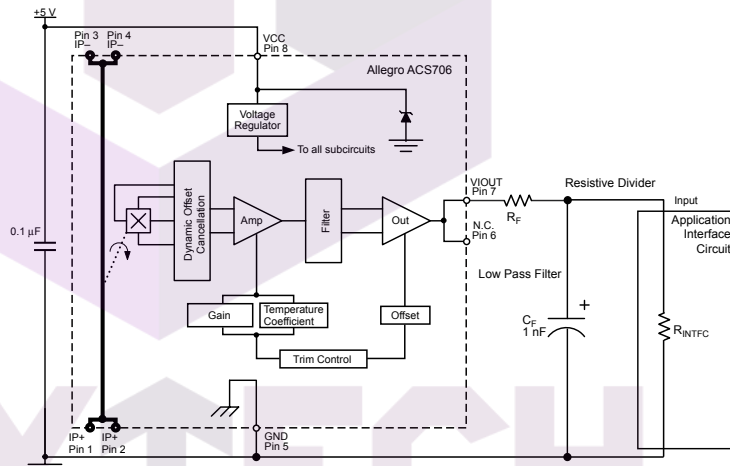 +5 V
Pin 3 Pin 4
IP– IP–
VCC
Pin 8
Allegro ACS706
Voltage
Regulator
To all subcircuits
0.1 µF
Dynamic Offset
Cancellation
Amp
Filter
Out
VIOUT
Pin 7
N.C.
Pin 6
RF
Resistive Divider
Input
Application
Interface
Circuit
Low Pass Filter
CF
1 nF
+
RINTFC
Gain
Temperature
Coefficient
Offset
Trim Control
IP+ IP+
Pin 1 Pin 2
GND
Pin 5